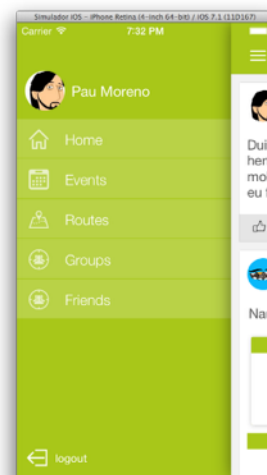 Simulador iOS - iPhone Retina (4-inch 64-bit) / iOS 7.1 (11D167)
Carrier 7:32 PM
Pau Moreno
Home
Events
Routes
Groups
Friends
logout
Dui
her
mo
eu
Na